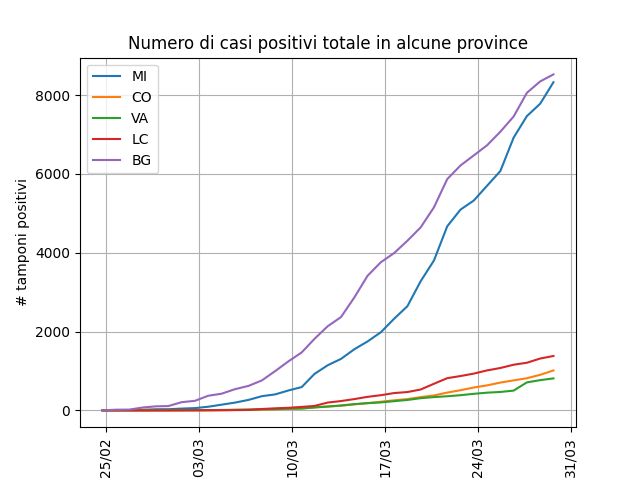 Numero di casi positivi totale in alcune province
MI
CO
VA
LC
BG
# tamponi positivi
8000
6000
4000
2000
0
25/02
03/03
10/03
17/03
24/03
31/03